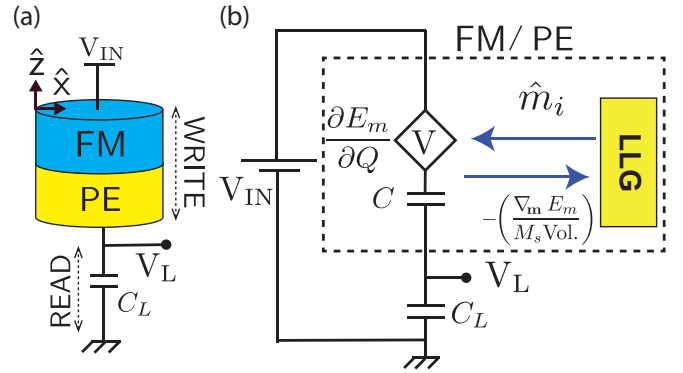 (a)
V_IN
ẑ
x̂
FM
PE
WRITE
READ
V_L
C_L
(b)
FM/ PE
V_IN
∂E_m
∂Q
V
C
m̂_i
LLG
−(∇_m E_m / M_s Vol.)
V_L
C_L